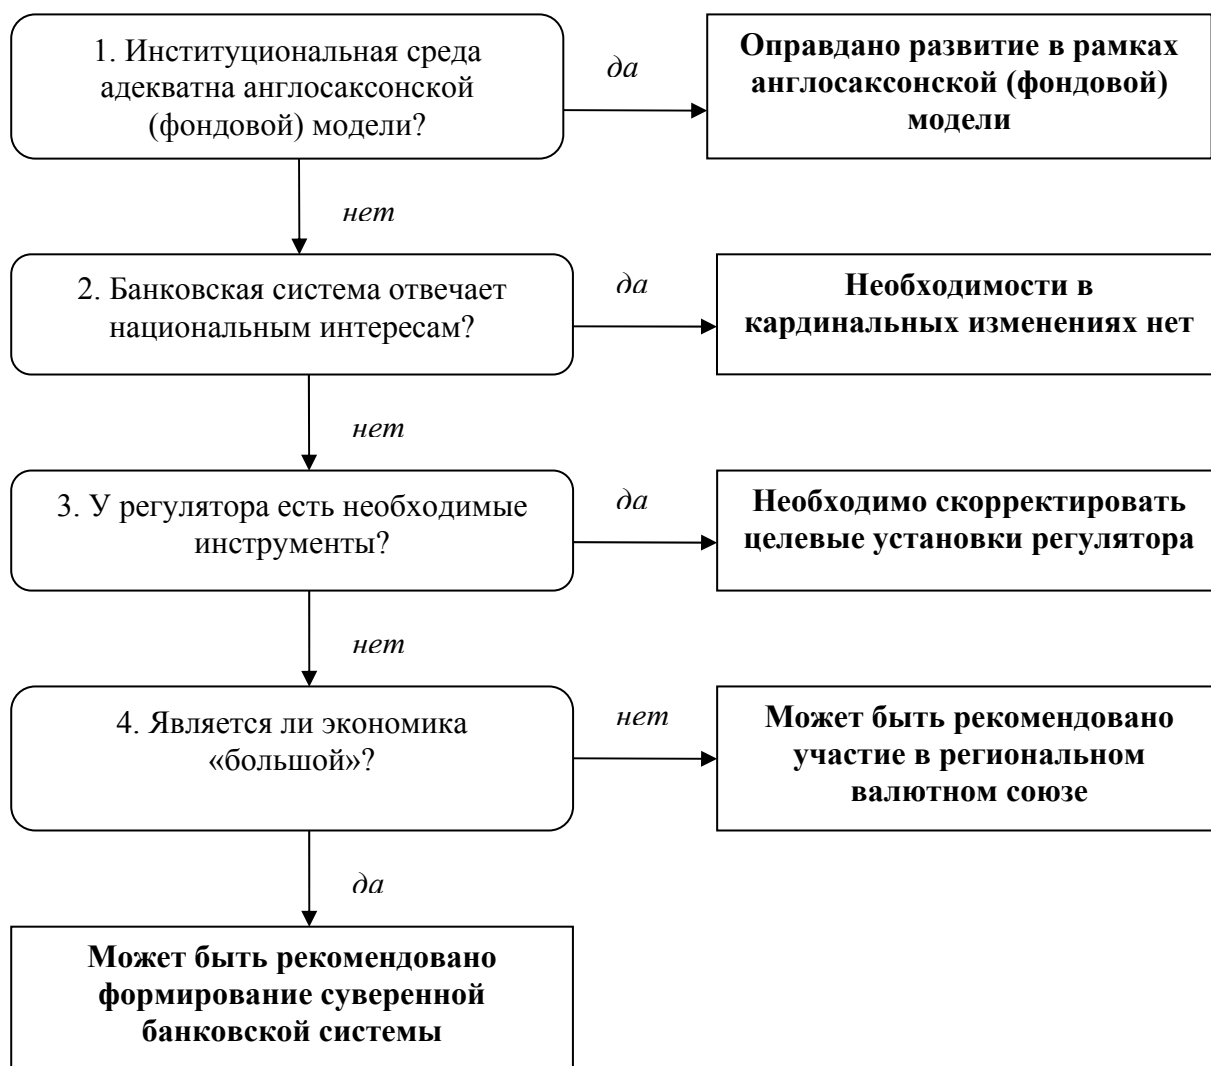 1. Институциональная среда
адекватна англосаксонской
(фондовой) модели?
да
Оправдано развитие в рамках
англосаксонской (фондовой)
модели
нет
2. Банковская система отвечает
национальным интересам?
да
Необходимости в
кардинальных изменениях нет
нет
3. У регулятора есть необходимые
инструменты?
да
Необходимо скорректировать
целевые установки регулятора
нет
4. Является ли экономика
«большой»?
нет
Может быть рекомендовано
участие в региональном
валютном союзе
да
Может быть рекомендовано
формирование суверенной
банковской системы